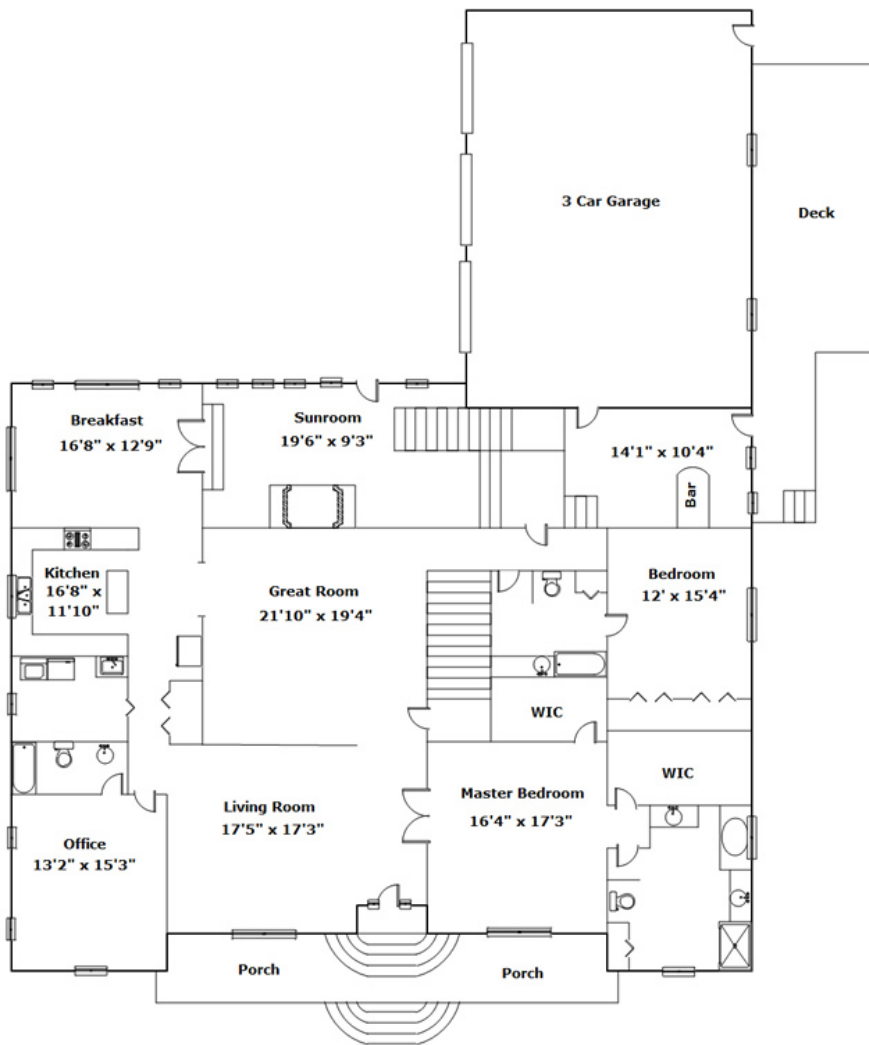 3 Car Garage
Deck
Breakfast
16'8" x 12'9"
Sunroom
19'6" x 9'3"
14'1" x 10'4"
Bar
Kitchen
16'8" x
11'10"
Great Room
21'10" x 19'4"
Bedroom
12' x 15'4"
WIC
WIC
Living Room
17'5" x 17'3"
Master Bedroom
16'4" x 17'3"
Office
13'2" x 15'3"
Porch
Porch